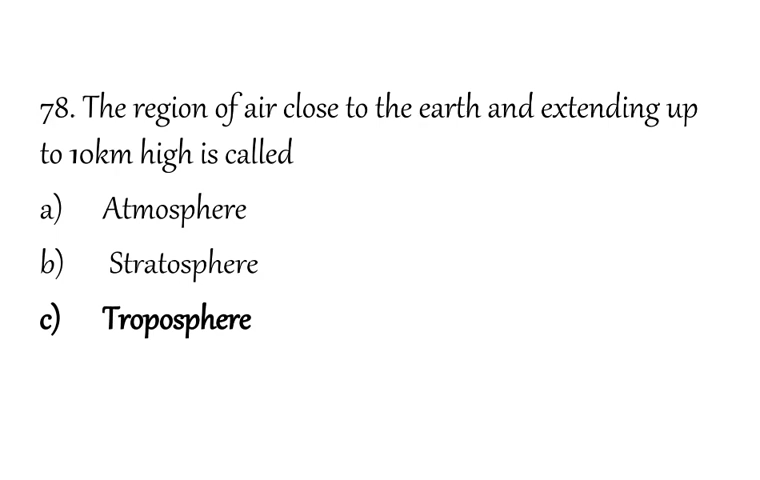 78. The region of air close to the earth and extending up
to 10km high is called
a) Atmosphere
b) Stratosphere
c) Troposphere